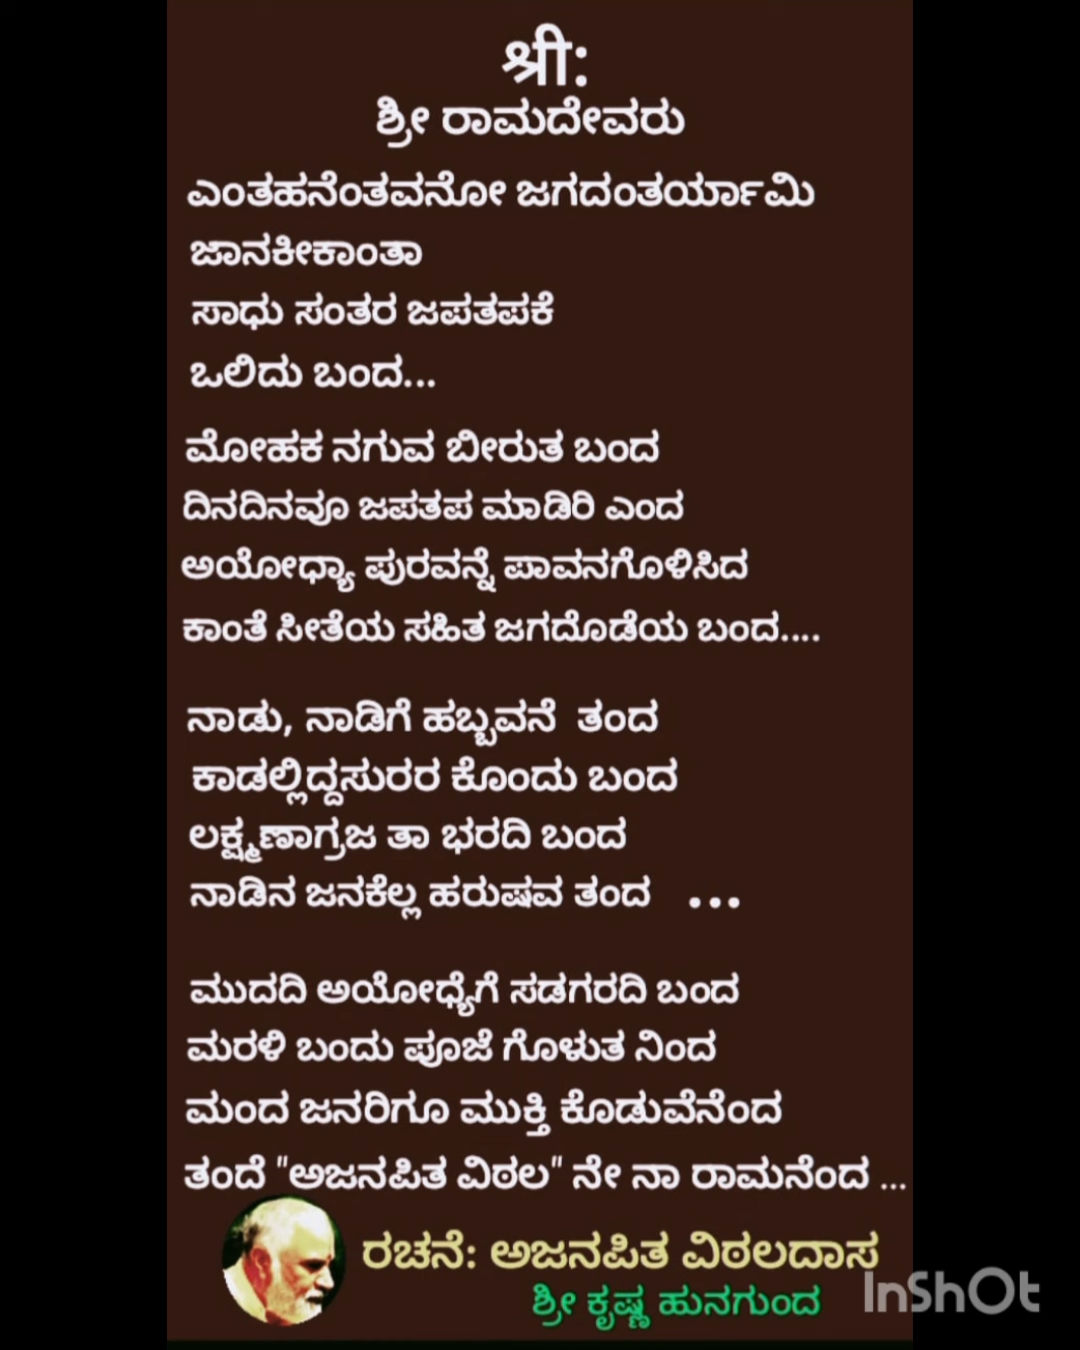 श्री:
ಶ್ರೀ ರಾಮದೇವರು
ಎಂತಹನೆಂತವನೋ ಜಗದಂತರ್ಯಾಮಿ
ಜಾನಕೀಕಾಂತಾ
ಸಾಧು ಸಂತರ ಜಪತಪಕೆ
ಒಲಿದು ಬಂದ...
ಮೋಹಕ ನಗುವ ಬೀರುತ ಬಂದ
ದಿನದಿನವೂ ಜಪತಪ ಮಾಡಿರಿ ಎಂದ
ಅಯೋಧ್ಯಾ ಪುರವನ್ನೆ ಪಾವನಗೊಳಿಸಿದ
ಕಾಂತೆ ಸೀತೆಯ ಸಹಿತ ಜಗದೊಡೆಯ ಬಂದ....
ನಾಡು, ನಾಡಿಗೆ ಹಬ್ಬವನೆ ತಂದ
ಕಾಡಲ್ಲಿದ್ದಸುರರ ಕೊಂದು ಬಂದ
ಲಕ್ಷ್ಮಣಾಗ್ರಜ ತಾ ಭರದಿ ಬಂದ
ನಾಡಿನ ಜನಕೆಲ್ಲ ಹರುಷವ ತಂದ ...
ಮುದದಿ ಅಯೋಧ್ಯೆಗೆ ಸಡಗರದಿ ಬಂದ
ಮರಳಿ ಬಂದು ಪೂಜೆ ಗೊಳುತ ನಿಂದ
ಮಂದ ಜನರಿಗೂ ಮುಕ್ತಿ ಕೊಡುವೆನೆಂದ
ತಂದೆ "ಅಜನಪಿತ ವಿಠಲ" ನೇ ನಾ ರಾಮನೆಂದ ...
ರಚನೆ: ಅಜನಪಿತ ವಿಠಲದಾಸ
ಶ್ರೀ ಕೃಷ್ಣ ಹುನಗುಂದ
InShOt